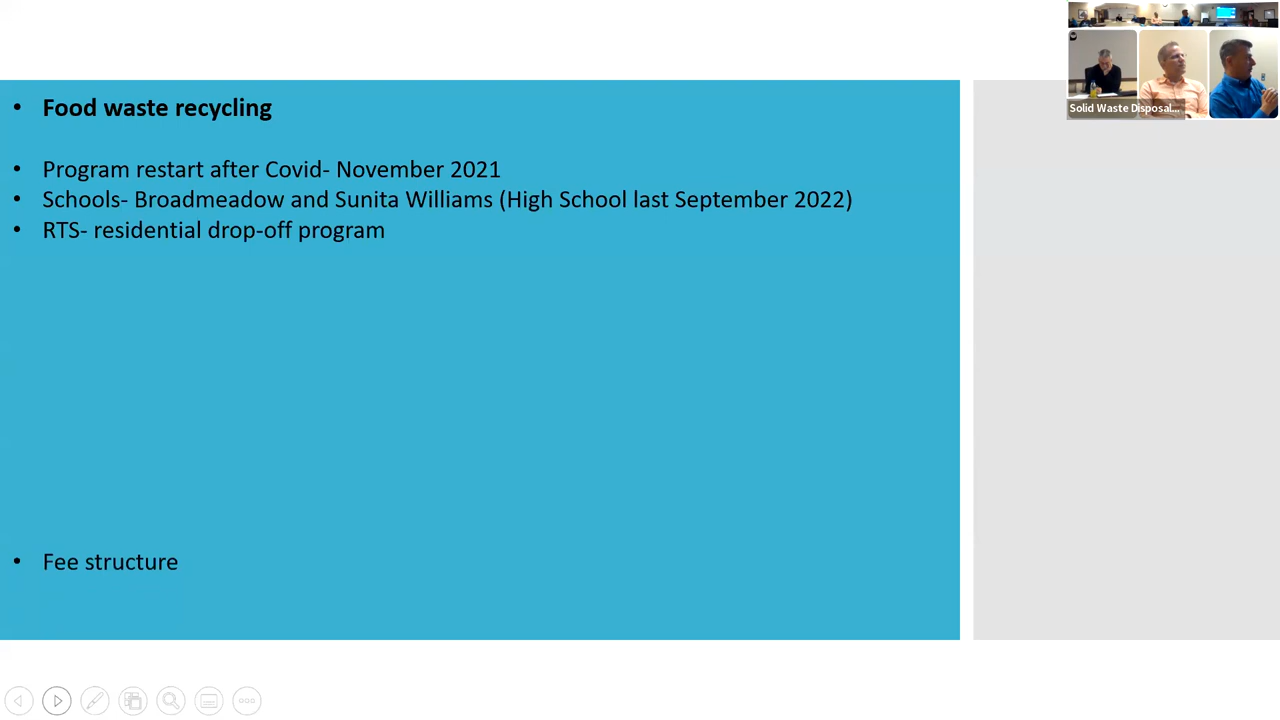 Solid Waste Disposal...
• Food waste recycling
• Program restart after Covid- November 2021
• Schools- Broadmeadow and Sunita Williams (High School last September 2022)
• RTS- residential drop-off program
• Fee structure